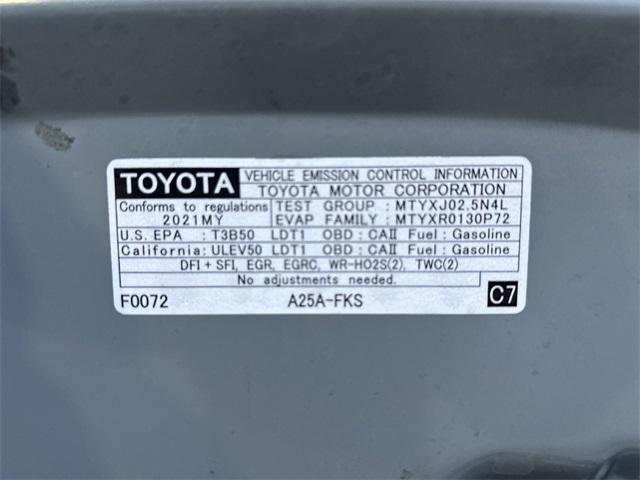 TOYOTA VEHICLE EMISSION CONTROL INFORMATION
TOYOTA MOTOR CORPORATION
Conforms to regulations TEST GROUP : MTYXJ02.5N4L
2021MY EVAP FAMILY : MTYXR0130P72
U.S. EPA : T3B50 LDT1 OBD : CAII Fuel : Gasoline
California: ULEV50 LDT1 OBD : CAII Fuel : Gasoline
DFI + SFI, EGR, EGRC, WR-HO2S(2), TWC(2)
No adjustments needed.
F0072 A25A-FKS C7